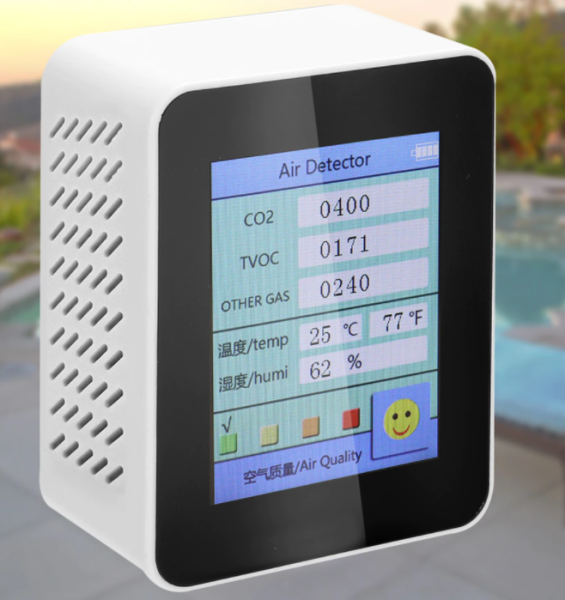 Air Detector
CO2 0400
TVOC 0171
OTHER GAS 0240
温度/temp 25 ℃ 77 ℉
湿度/humi 62 %
√
空气质量/Air Quality